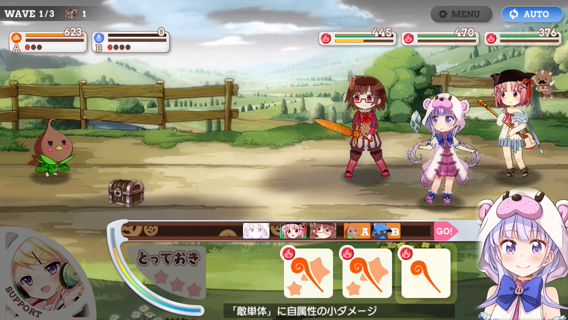 WAVE 1/3 1
MENU
AUTO
623
0
A
B
445
470
376
A B GO!
とっておき
SUPPORT
「敵単体」に自属性の小ダメージ